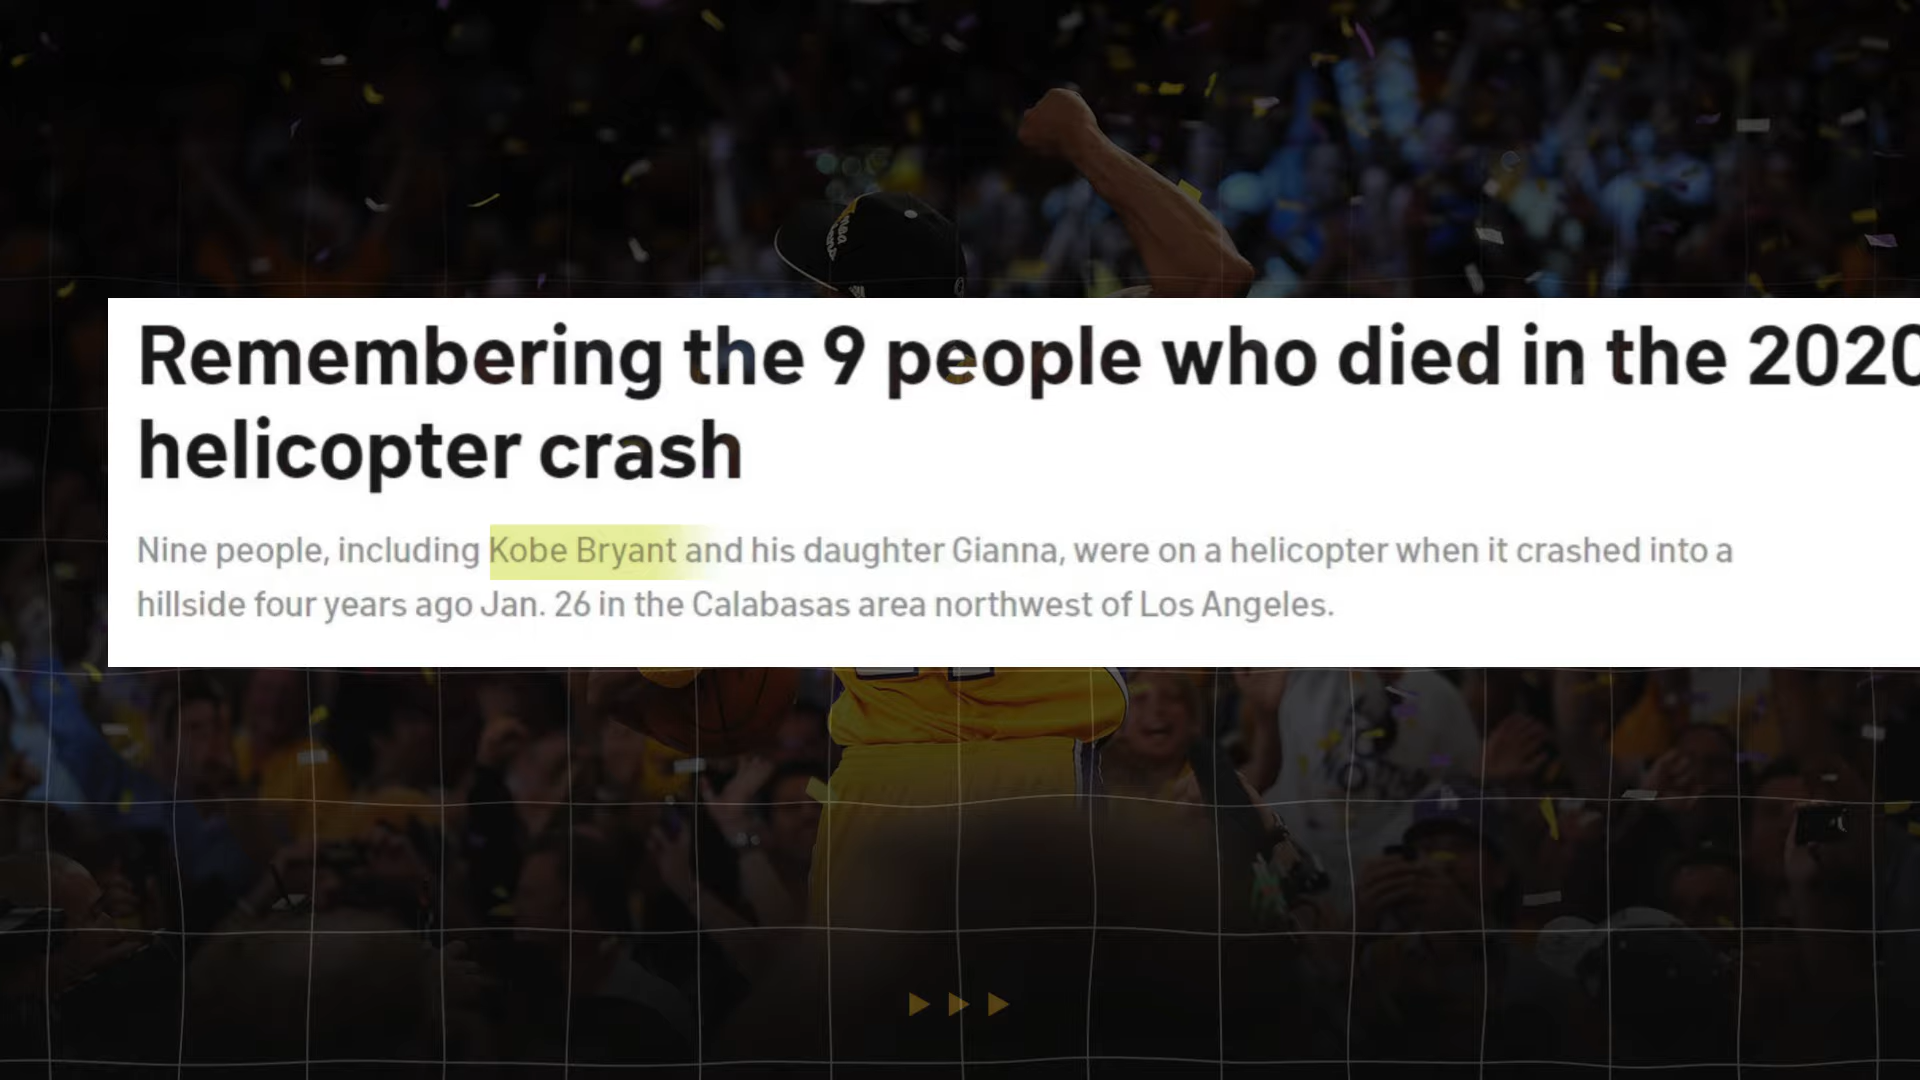 Remembering the 9 people who died in the 2020
helicopter crash
Nine people, including Kobe Bryant and his daughter Gianna, were on a helicopter when it crashed into a
hillside four years ago Jan. 26 in the Calabasas area northwest of Los Angeles.